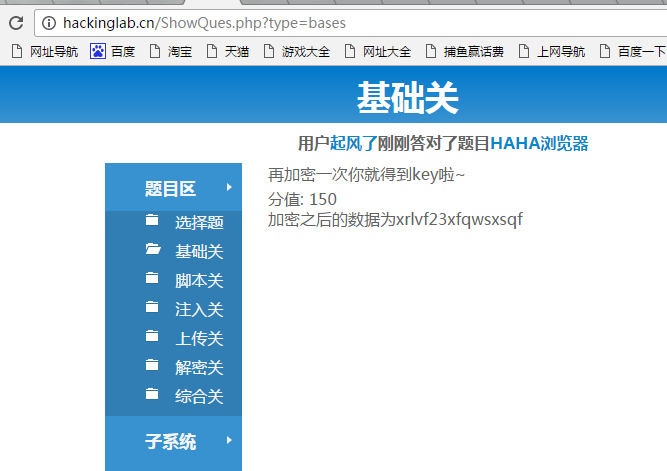 hackinglab.cn/ShowQues.php?type=bases
网址导航 百度 淘宝 天猫 游戏大全 网址大全 捕鱼赢话费 上网导航 百度一下
基础关
用户起风了刚刚答对了题目HAHA浏览器
题目区
选择题
基础关
脚本关
注入关
上传关
解密关
综合关
子系统
再加密一次你就得到key啦~
分值: 150
加密之后的数据为xrlvf23xfqwsxsqf